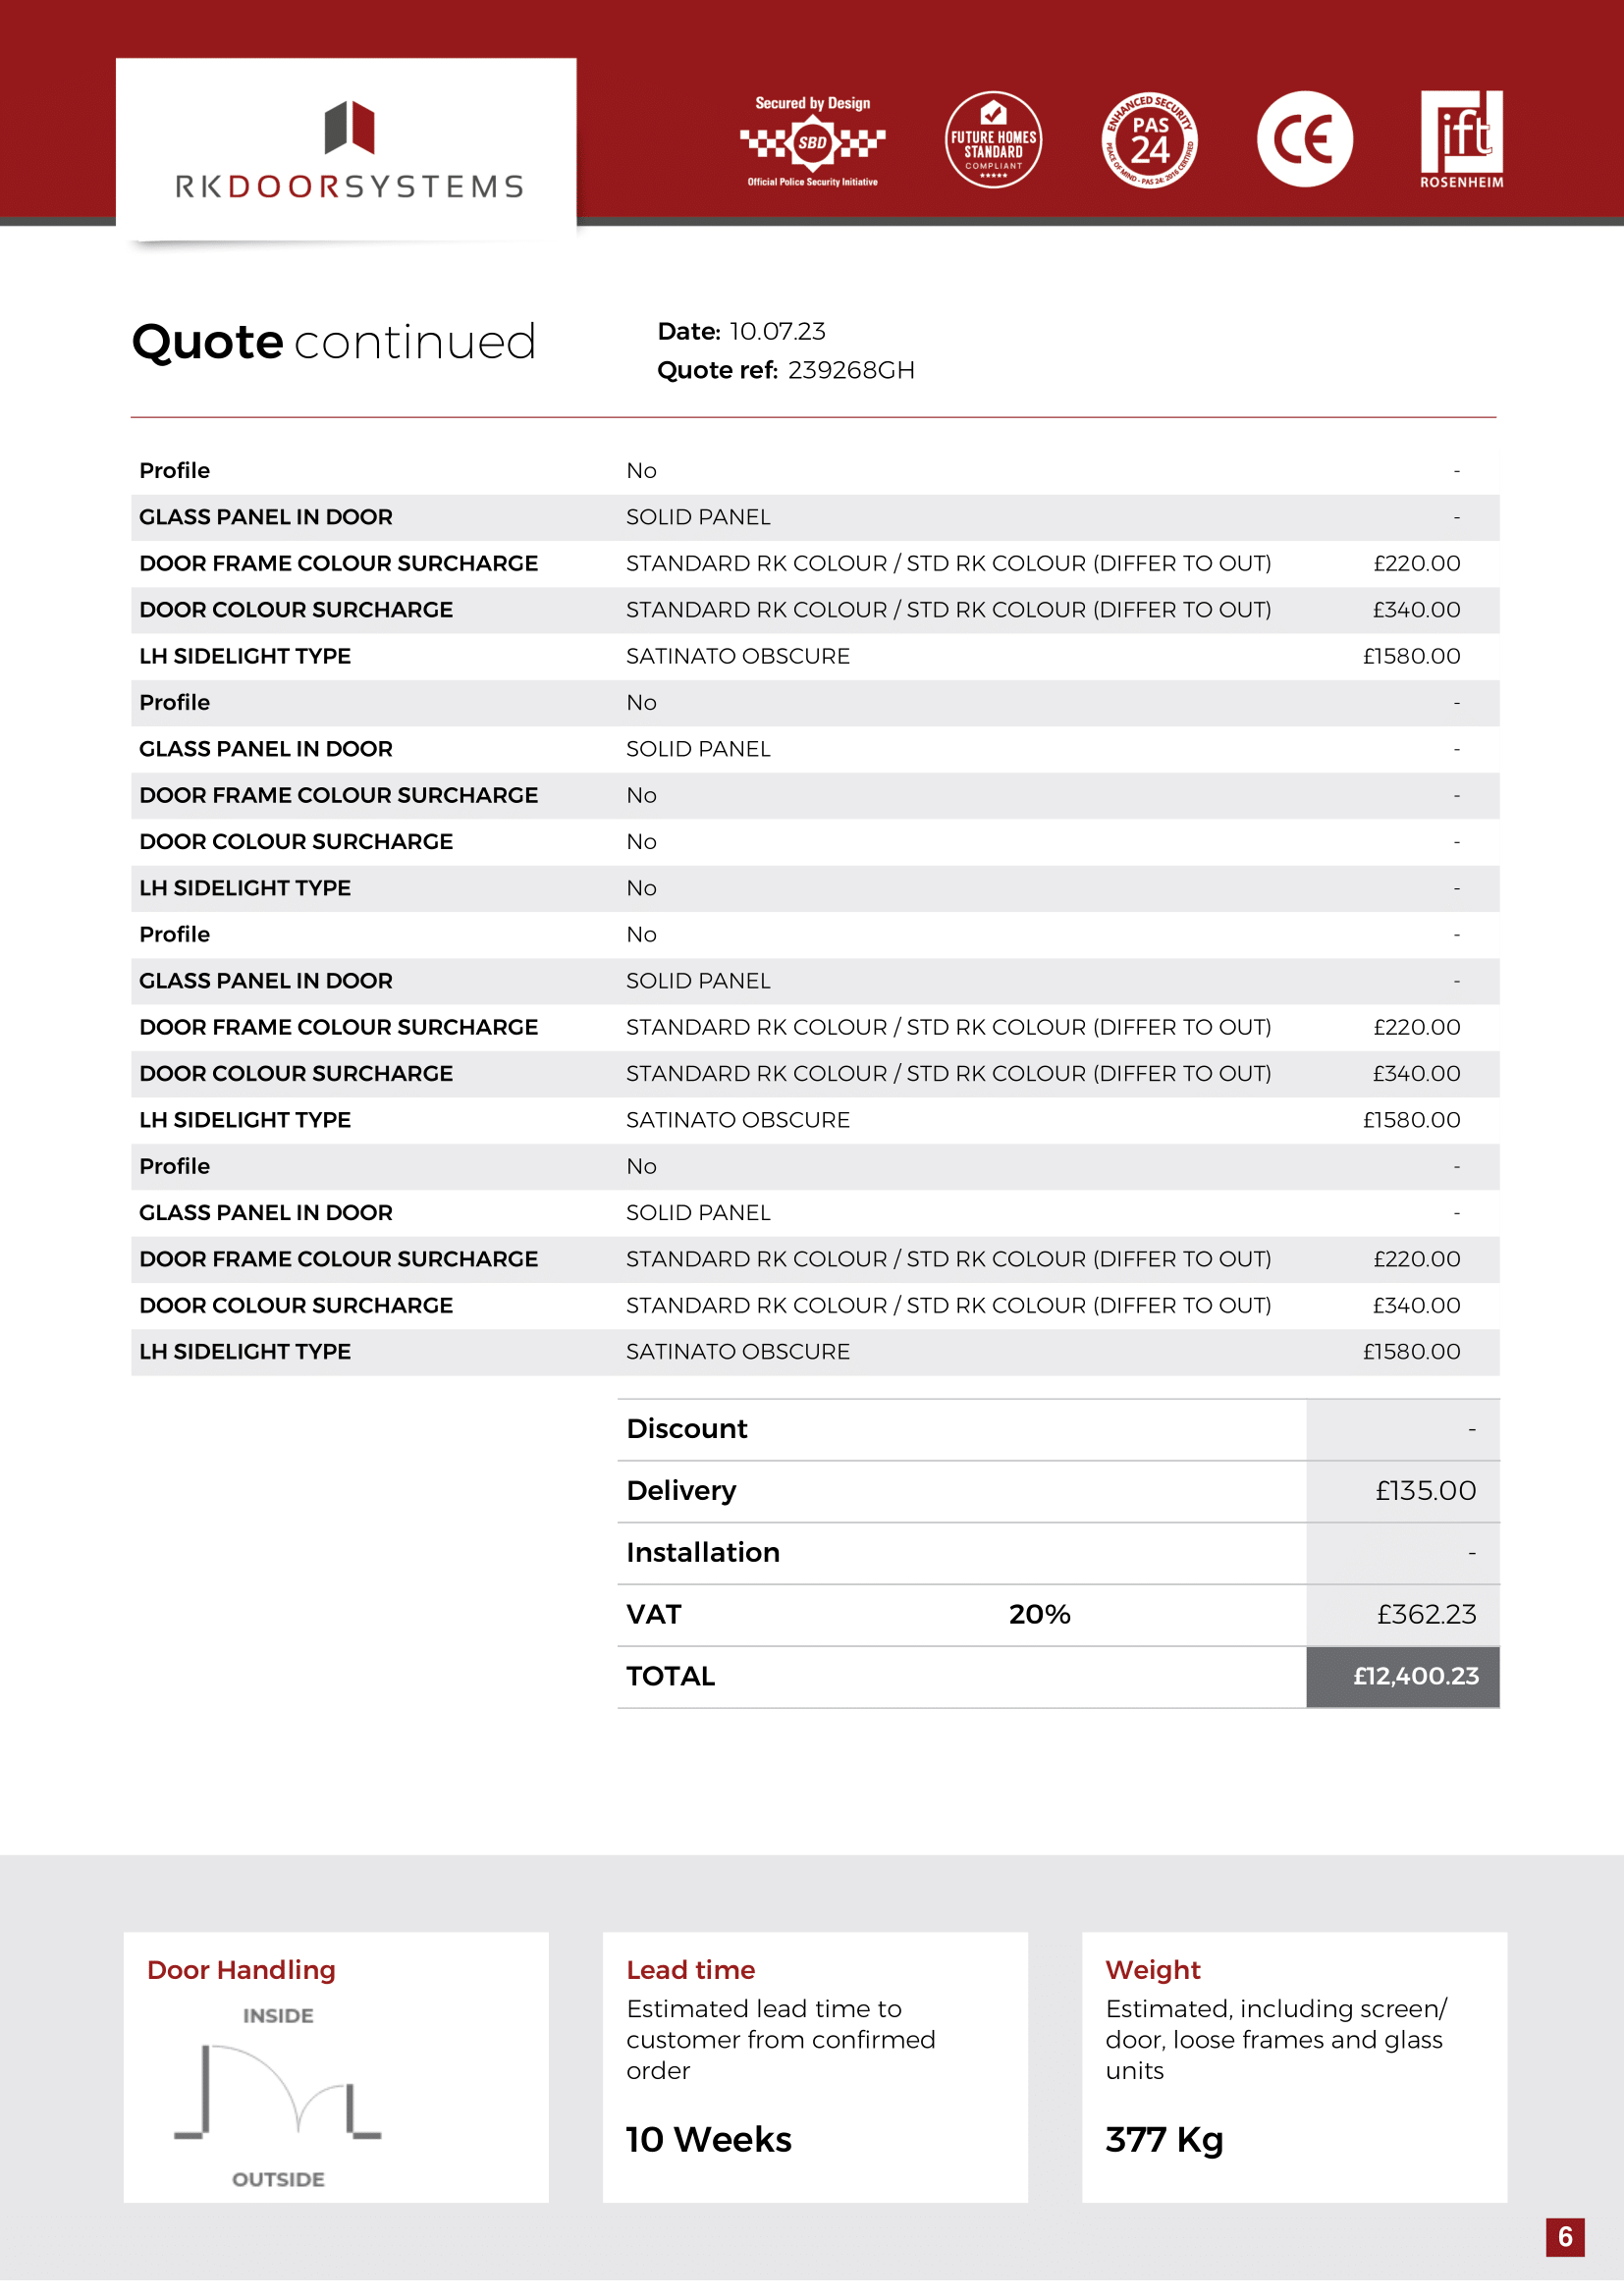 RKDOORSYSTEMS
Secured by Design
SBD
Official Police Security Initiative
FUTURE HOMES
STANDARD
COMPLIANT
ENHANCED SECURITY
PAS
24
PEACE OF MIND - PAS 24: 2016 CERTIFIED
CE
ift
ROSENHEIM
Quote continued
Date: 10.07.23
Quote ref: 239268GH
Profile No -
GLASS PANEL IN DOOR SOLID PANEL -
DOOR FRAME COLOUR SURCHARGE STANDARD RK COLOUR / STD RK COLOUR (DIFFER TO OUT) £220.00
DOOR COLOUR SURCHARGE STANDARD RK COLOUR / STD RK COLOUR (DIFFER TO OUT) £340.00
LH SIDELIGHT TYPE SATINATO OBSCURE £1580.00
Profile No -
GLASS PANEL IN DOOR SOLID PANEL -
DOOR FRAME COLOUR SURCHARGE No -
DOOR COLOUR SURCHARGE No -
LH SIDELIGHT TYPE No -
Profile No -
GLASS PANEL IN DOOR SOLID PANEL -
DOOR FRAME COLOUR SURCHARGE STANDARD RK COLOUR / STD RK COLOUR (DIFFER TO OUT) £220.00
DOOR COLOUR SURCHARGE STANDARD RK COLOUR / STD RK COLOUR (DIFFER TO OUT) £340.00
LH SIDELIGHT TYPE SATINATO OBSCURE £1580.00
Profile No -
GLASS PANEL IN DOOR SOLID PANEL -
DOOR FRAME COLOUR SURCHARGE STANDARD RK COLOUR / STD RK COLOUR (DIFFER TO OUT) £220.00
DOOR COLOUR SURCHARGE STANDARD RK COLOUR / STD RK COLOUR (DIFFER TO OUT) £340.00
LH SIDELIGHT TYPE SATINATO OBSCURE £1580.00
Discount -
Delivery £135.00
Installation -
VAT 20% £362.23
TOTAL £12,400.23
Door Handling
INSIDE
OUTSIDE
Lead time
Estimated lead time to
customer from confirmed
order
10 Weeks
Weight
Estimated, including screen/
door, loose frames and glass
units
377 Kg
6